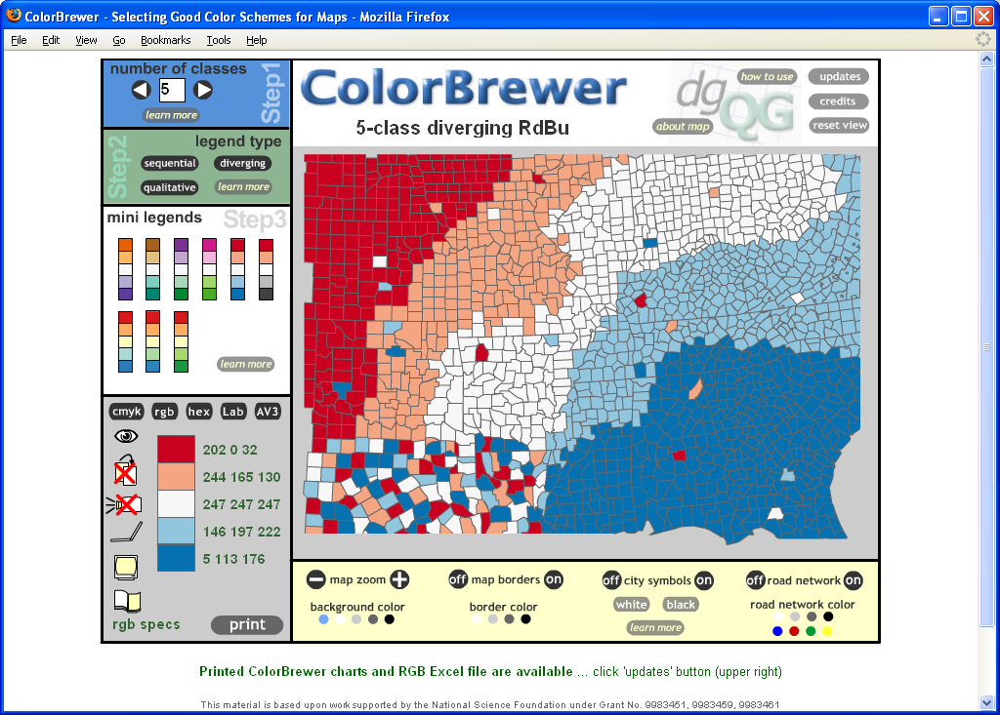 ColorBrewer - Selecting Good Color Schemes for Maps - Mozilla Firefox
File Edit View Go Bookmarks Tools Help
number of classes
5
learn more
Step1
Step2
legend type
sequential diverging
qualitative learn more
mini legends Step3
learn more
cmyk rgb hex Lab AV3
202 0 32
244 165 130
247 247 247
146 197 222
5 113 176
rgb specs print
ColorBrewer
5-class diverging RdBu
dg
QG
how to use
about map
updates
credits
reset view
map zoom
background color
off map borders on
border color
off city symbols on
white black
learn more
off road network on
road network color
Printed ColorBrewer charts and RGB Excel file are available ... click 'updates' button (upper right)
This material is based upon work supported by the National Science Foundation under Grant No. 9983451, 9983459, 9983461